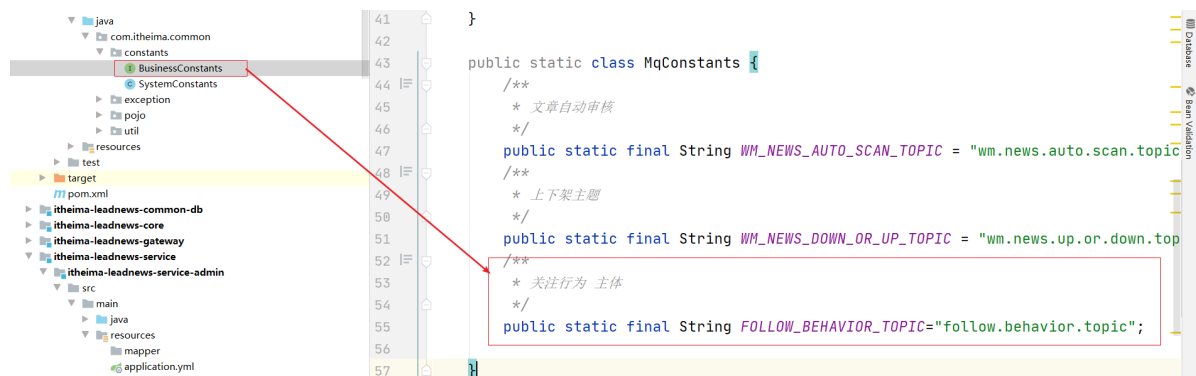 java
com.itheima.common
constants
BusinessConstants
SystemConstants
exception
pojo
util
resources
test
target
pom.xml
itheima-leadnews-common-db
itheima-leadnews-core
itheima-leadnews-gateway
itheima-leadnews-service
itheima-leadnews-service-admin
src
main
java
resources
mapper
application.yml
41 }
42
43 public static class MqConstants {
44 /**
45 * 文章自动审核
46 */
47 public static final String WM_NEWS_AUTO_SCAN_TOPIC = "wm.news.auto.scan.topic
48 /**
49 * 上下架主题
50 */
51 public static final String WM_NEWS_DOWN_OR_UP_TOPIC = "wm.news.up.or.down.top
52 /**
53 * 关注行为 主体
54 */
55 public static final String FOLLOW_BEHAVIOR_TOPIC="follow.behavior.topic";
56
57 }
Database
Bean Validation